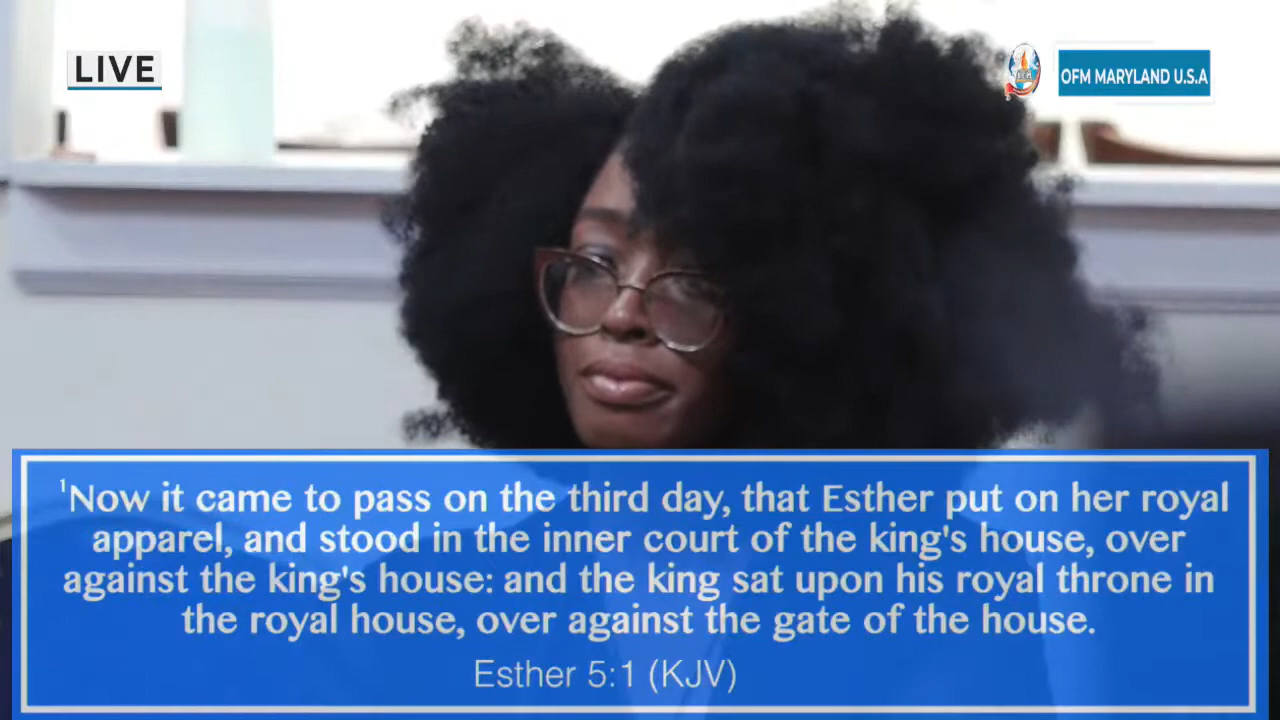 LIVE
OFM MARYLAND U.S.A
¹Now it came to pass on the third day, that Esther put on her royal
apparel, and stood in the inner court of the king's house, over
against the king's house: and the king sat upon his royal throne in
the royal house, over against the gate of the house.
Esther 5:1 (KJV)